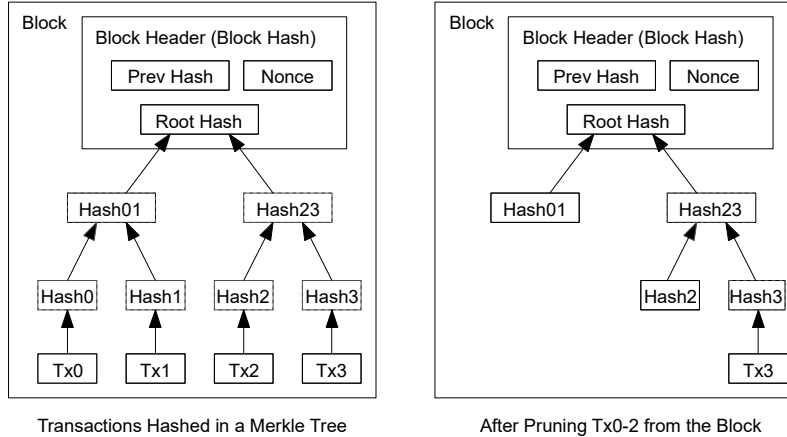 Block
Block Header (Block Hash)
Prev Hash
Nonce
Root Hash
Hash01
Hash23
Hash0
Hash1
Hash2
Hash3
Tx0
Tx1
Tx2
Tx3
Transactions Hashed in a Merkle Tree
Block
Block Header (Block Hash)
Prev Hash
Nonce
Root Hash
Hash01
Hash23
Hash2
Hash3
Tx3
After Pruning Tx0-2 from the Block